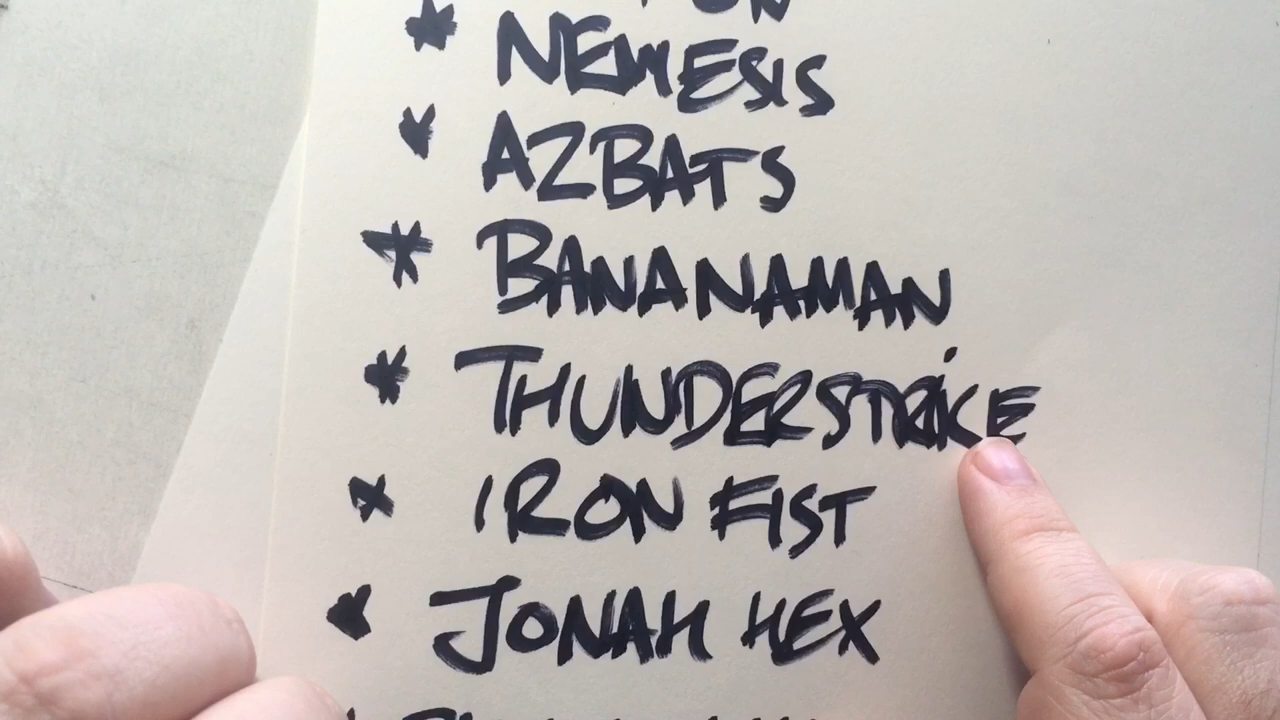 * NEMESIS
* AZBATS
* BANANAMAN
* THUNDERSTRIKE
* IRON FIST
* JONAH HEX